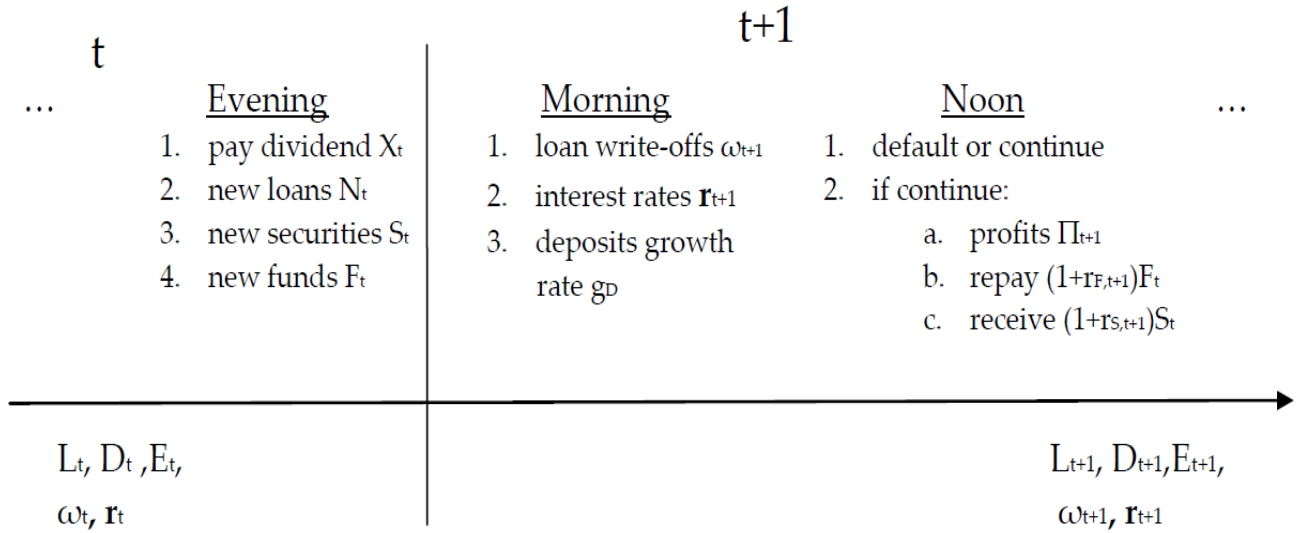 t
t+1
... Evening Morning Noon ...
1. pay dividend Xt
2. new loans Nt
3. new securities St
4. new funds Ft
1. loan write-offs ωt+1
2. interest rates rt+1
3. deposits growth
rate gD
1. default or continue
2. if continue:
a. profits Πt+1
b. repay (1+rF,t+1)Ft
c. receive (1+rS,t+1)St
Lt, Dt ,Et,
ωt, rt
Lt+1, Dt+1,Et+1,
ωt+1, rt+1